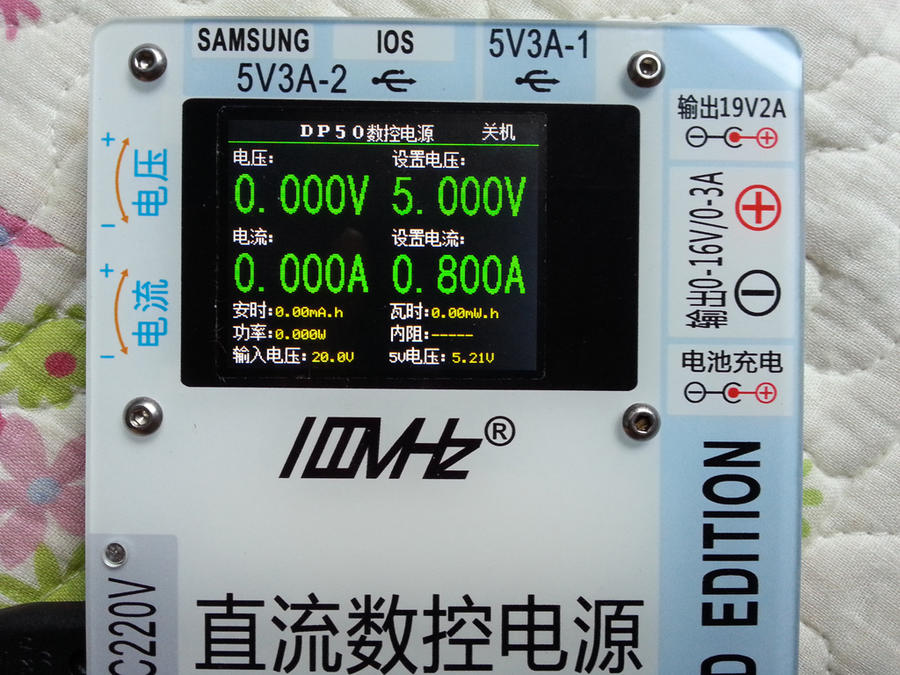 SAMSUNG IOS
5V3A-2
5V3A-1
输出19V2A
+
电压
-
+
电流
-
DP50数控电源 关机
电压: 设置电压:
0.000V 5.000V
电流: 设置电流:
0.000A 0.800A
安时:0.00mA.h 瓦时:0.00mW.h
功率:0.000W 内阻:-----
输入电压:20.0V 5V电压:5.21V
输出0-16V/0-3A
电池充电
100MHz®
D EDITION
C220V
直流数控电源